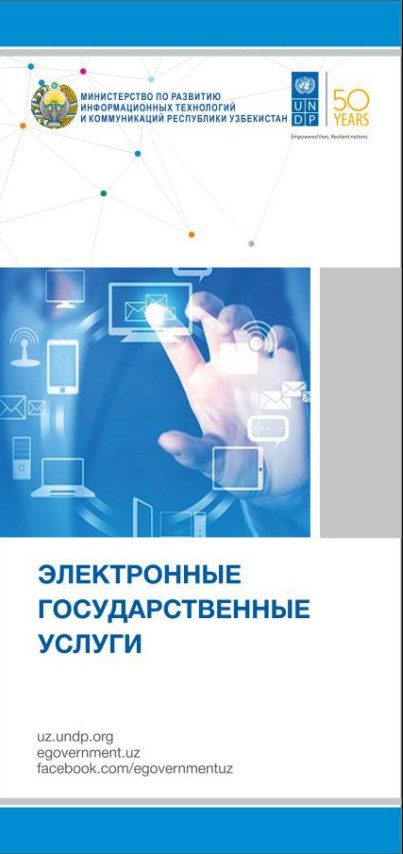 МИНИСТЕРСТВО ПО РАЗВИТИЮ
ИНФОРМАЦИОННЫХ ТЕХНОЛОГИЙ
И КОММУНИКАЦИЙ РЕСПУБЛИКИ УЗБЕКИСТАН
U N
D P
50
YEARS
Empowered lives. Resilient nations.
ЭЛЕКТРОННЫЕ
ГОСУДАРСТВЕННЫЕ
УСЛУГИ
uz.undp.org
egovernment.uz
facebook.com/egovernmentuz